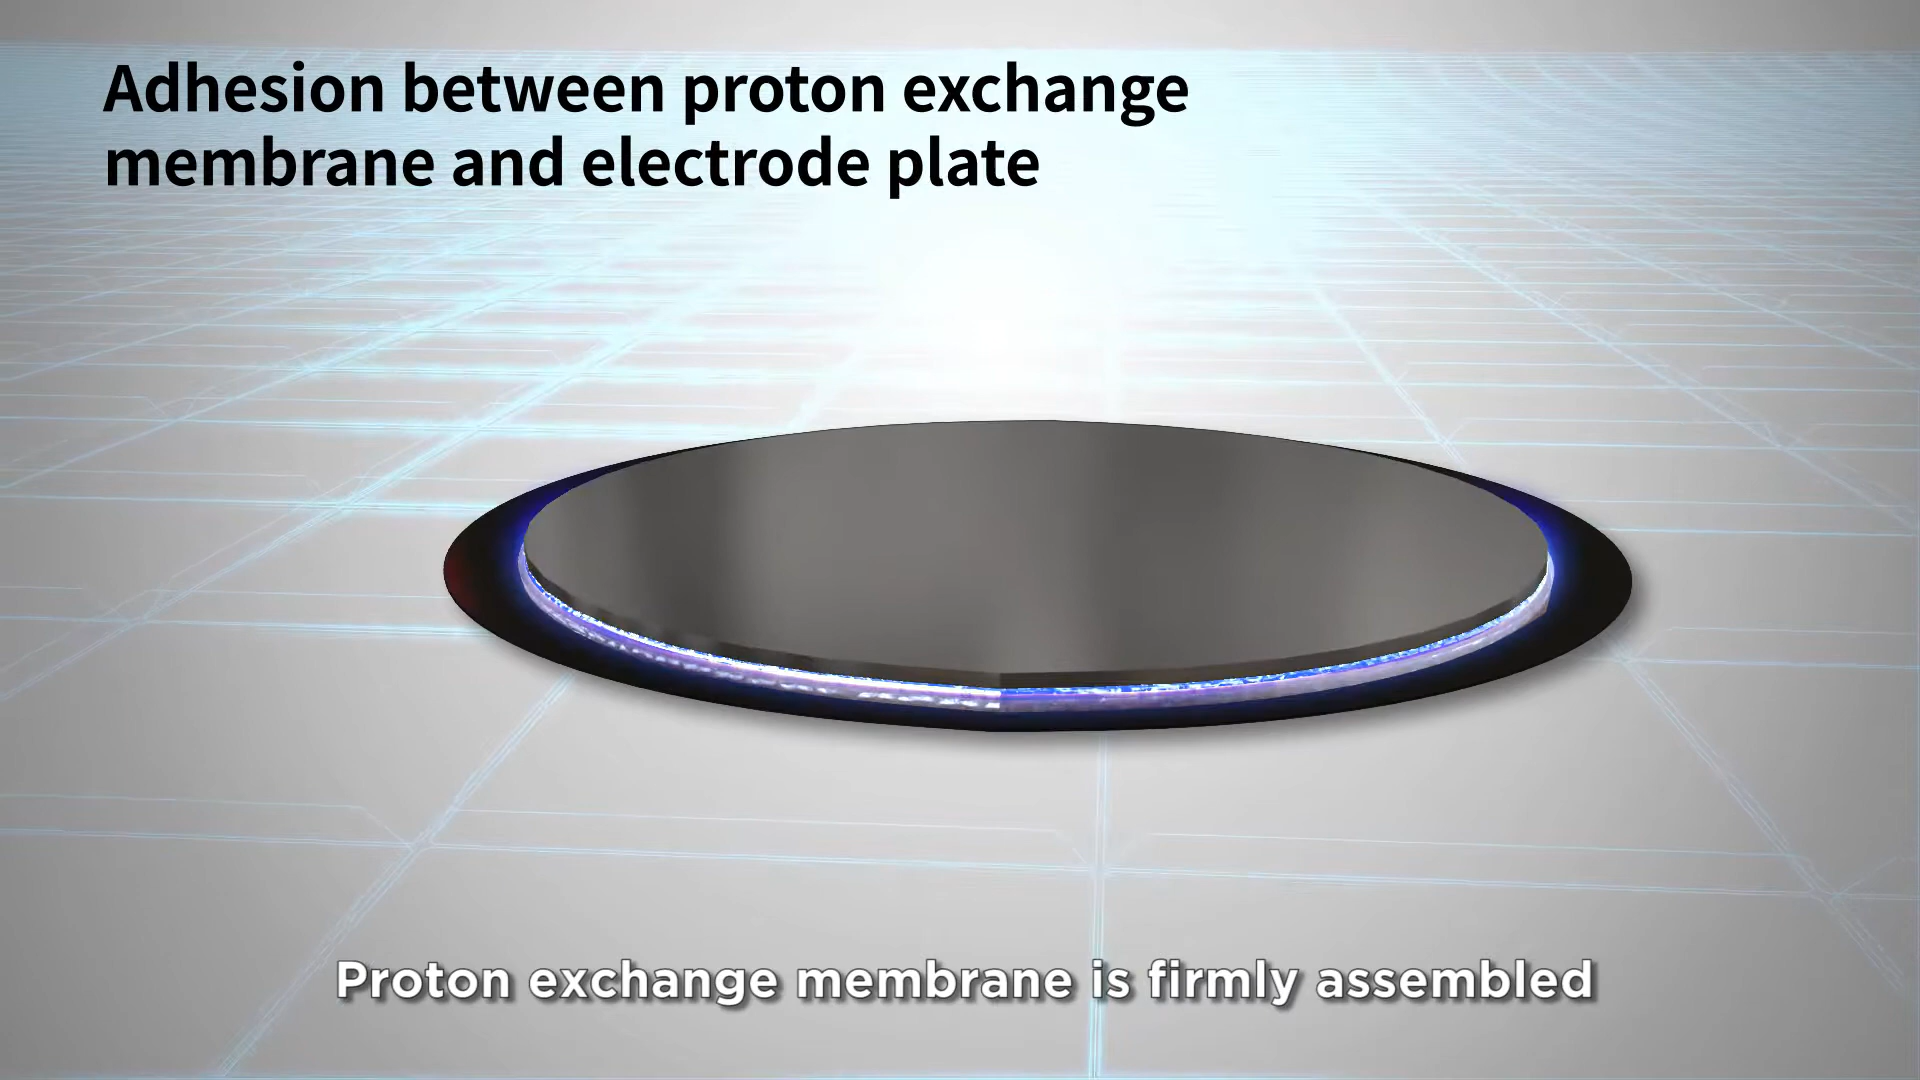 Adhesion between proton exchange
membrane and electrode plate
Proton exchange membrane is firmly assembled